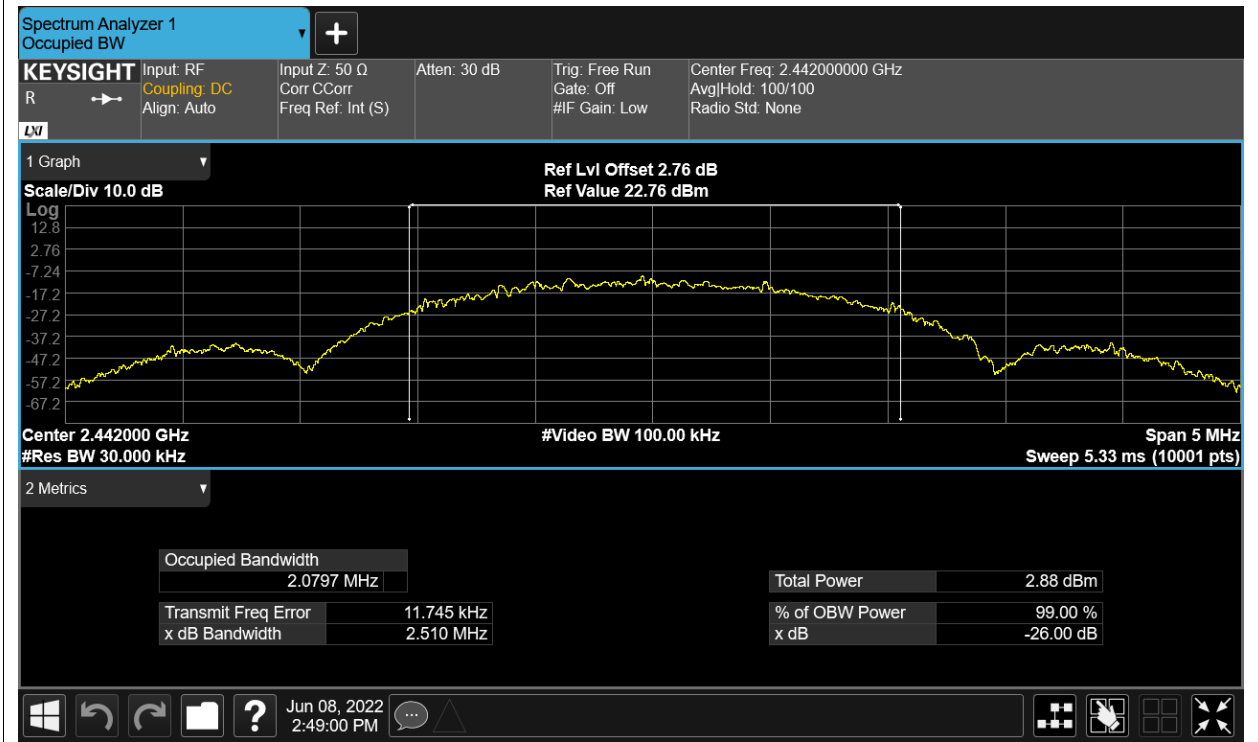 Spectrum Analyzer 1
Occupied BW
KEYSIGHT
R
LXI
Input: RF
Coupling: DC
Align: Auto
Input Z: 50 Ω
Corr CCorr
Freq Ref: Int (S)
Atten: 30 dB
Trig: Free Run
Gate: Off
#IF Gain: Low
Center Freq: 2.442000000 GHz
Avg|Hold: 100/100
Radio Std: None
1 Graph
Scale/Div 10.0 dB
Ref Lvl Offset 2.76 dB
Ref Value 22.76 dBm
Log
12.8
2.76
-7.24
-17.2
-27.2
-37.2
-47.2
-57.2
-67.2
Center 2.442000 GHz
#Video BW 100.00 kHz
Span 5 MHz
#Res BW 30.000 kHz
Sweep 5.33 ms (10001 pts)
2 Metrics
Occupied Bandwidth
2.0797 MHz
Total Power 2.88 dBm
Transmit Freq Error 11.745 kHz
% of OBW Power 99.00 %
x dB Bandwidth 2.510 MHz
x dB -26.00 dB
?
Jun 08, 2022
2:49:00 PM